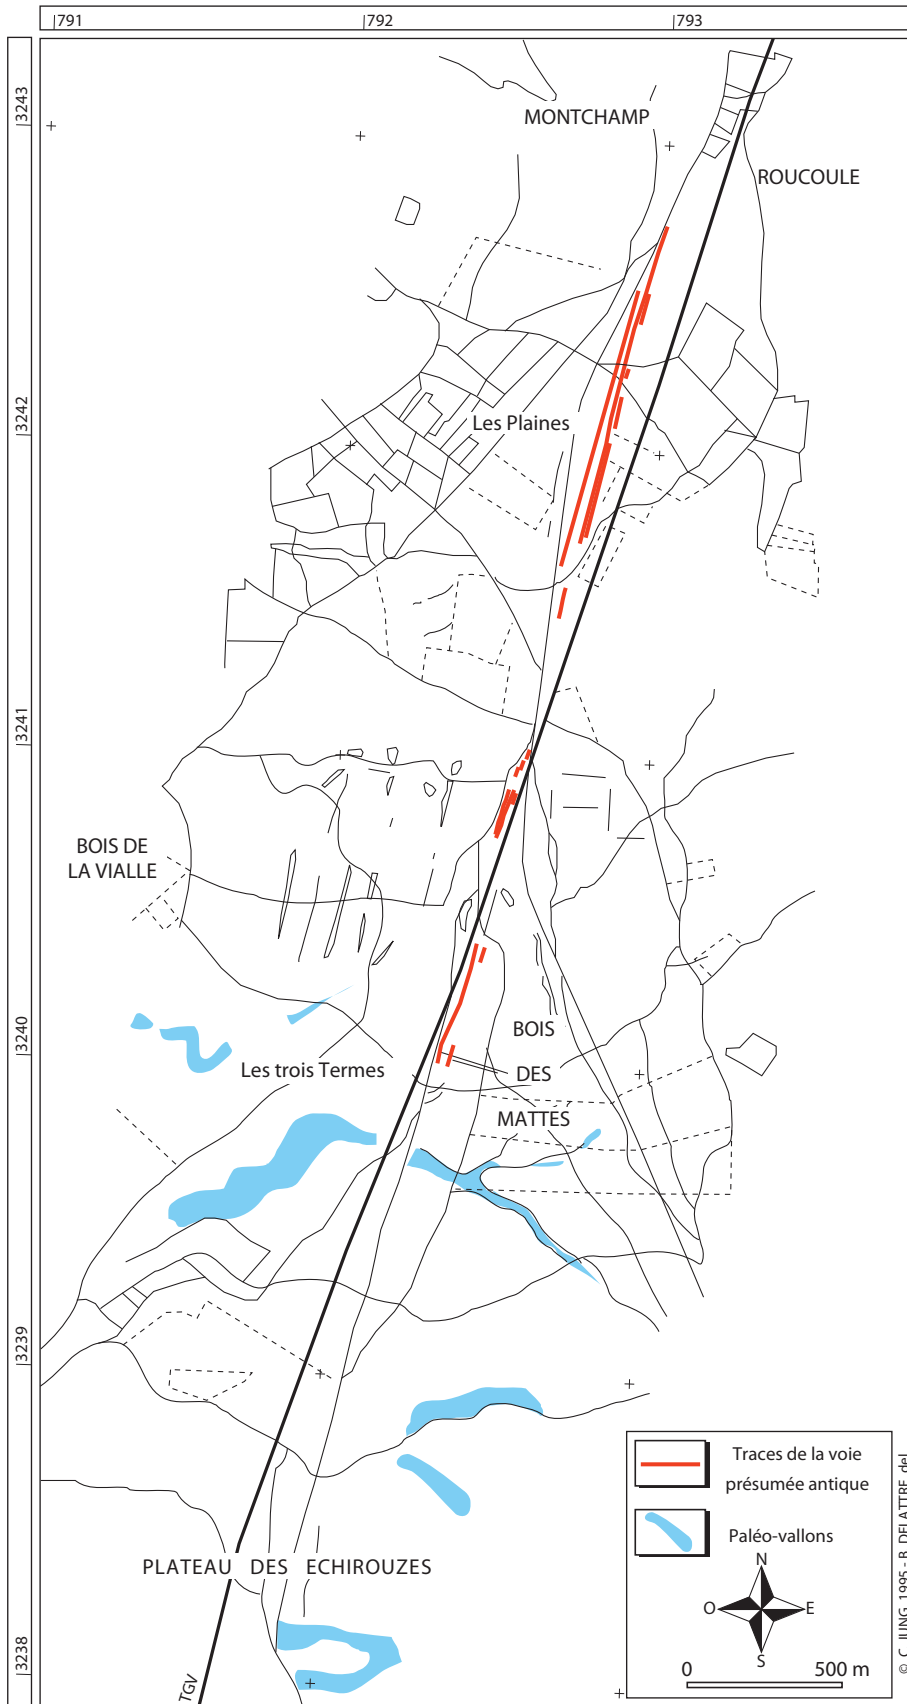 791
792
793
3243
MONTCHAMP
ROUCOULE
3242
Les Plaines
3241
BOIS DE
LA VIALLE
3240
BOIS
Les trois Termes
DES
MATTES
3239
PLATEAU DES ECHIROUZES
3238
TGV
Traces de la voie
présumée antique
Paléo-vallons
N
O
E
S
0
500 m
© C. JUNG 1995 - B. DELATTRE del.